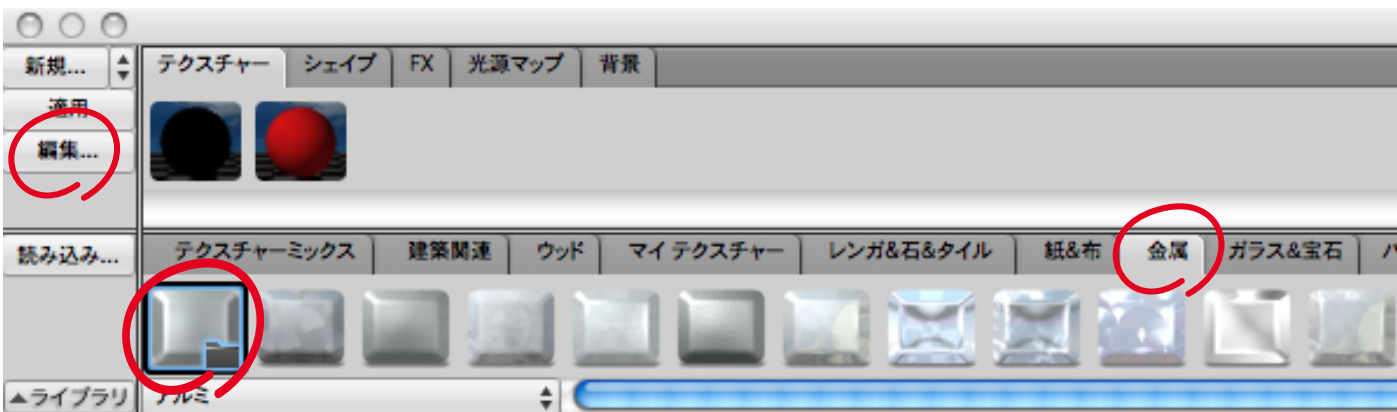 新規... テクスチャー シェイプ FX 光源マップ 背景
適用
編集...
読み込み... テクスチャーミックス 建築関連 ウッド マイ テクスチャー レンガ&石&タイル 紙&布 金属 ガラス&宝石
▲ライブラリ アルミ